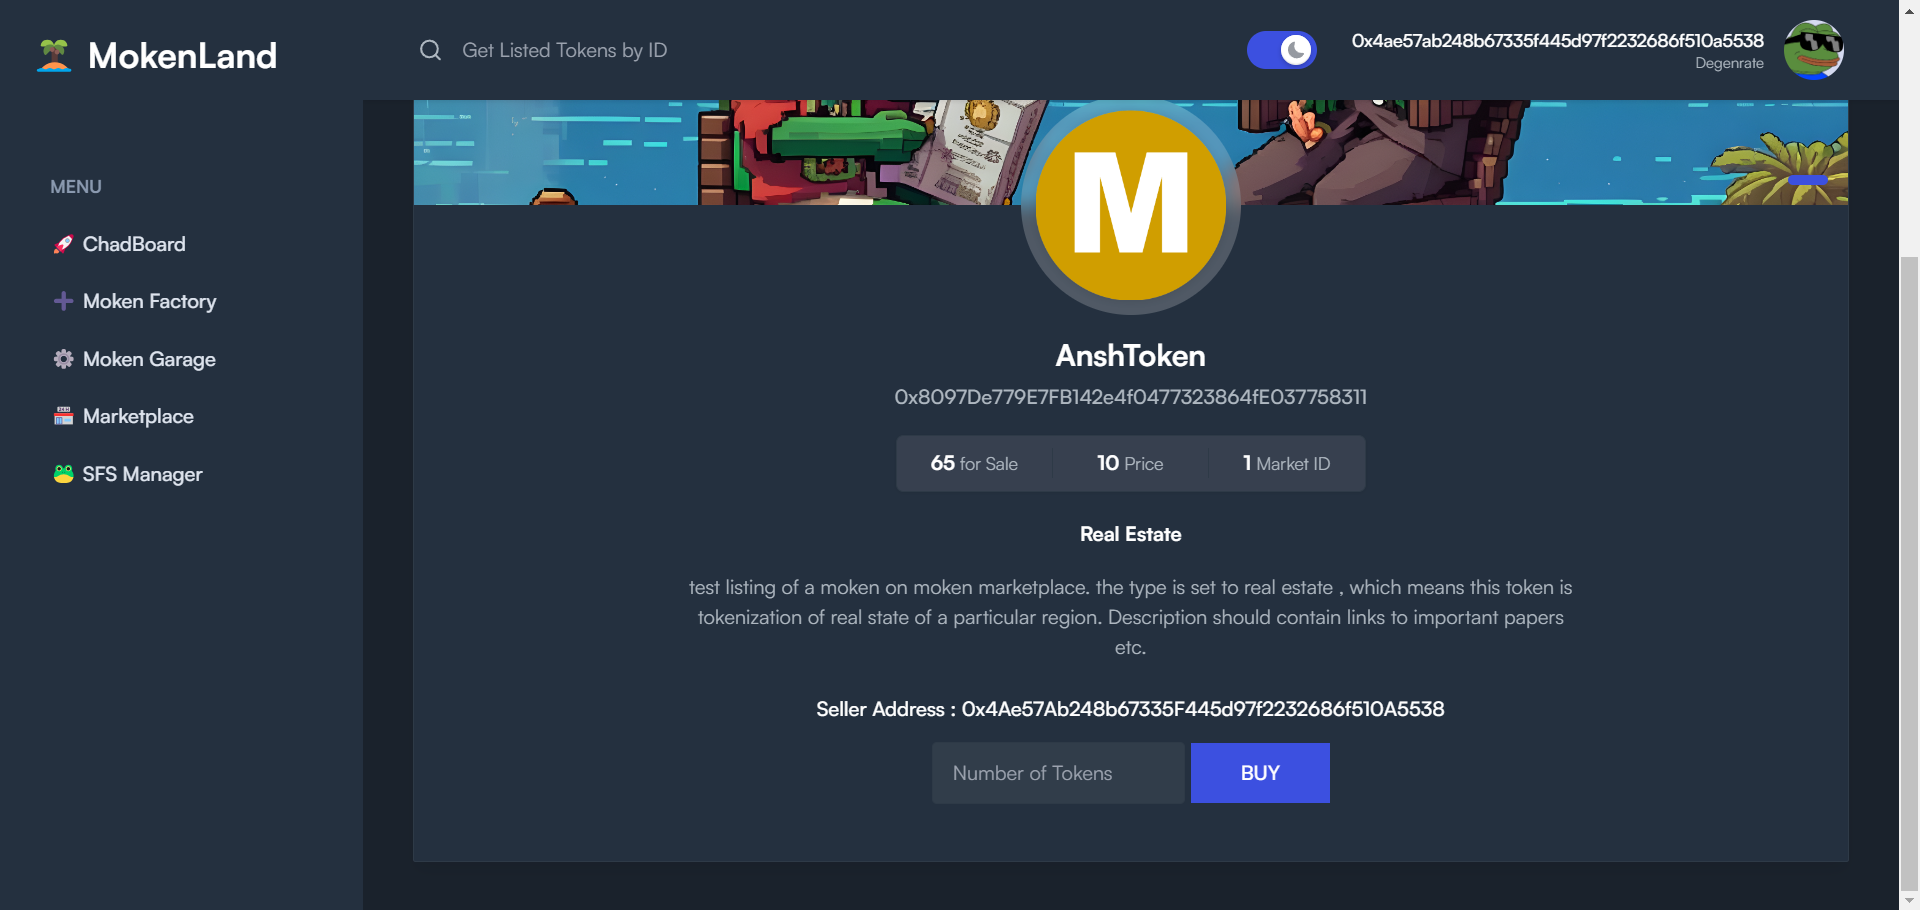 MokenLand
Get Listed Tokens by ID
0x4ae57ab248b67335f445d97f2232686f510a5538
Degenrate
MENU
ChadBoard
Moken Factory
Moken Garage
Marketplace
SFS Manager
M
AnshToken
0x8097De779E7FB142e4f0477323864fE037758311
65 for Sale
10 Price
1 Market ID
Real Estate
test listing of a moken on moken marketplace. the type is set to real estate , which means this token is
tokenization of real state of a particular region. Description should contain links to important papers
etc.
Seller Address : 0x4Ae57Ab248b67335F445d97f2232686f510A5538
Number of Tokens
BUY